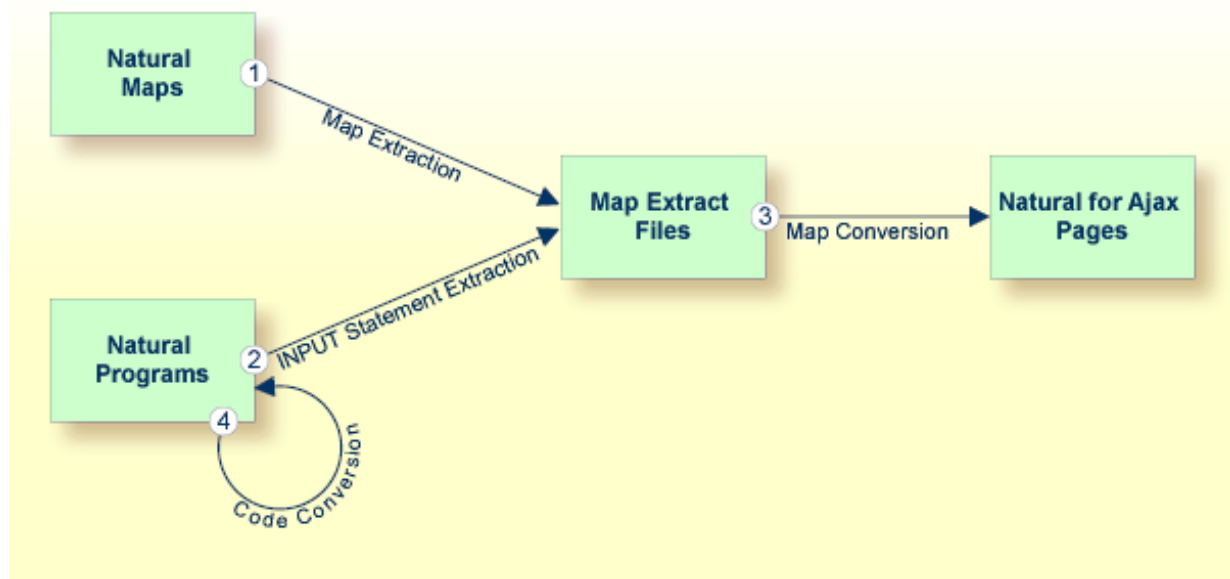 Natural
Maps
1
Map Extraction
Map Extract
Files
3
Map Conversion
Natural for Ajax
Pages
Natural
Programs
2
INPUT Statement Extraction
4
Code Conversion